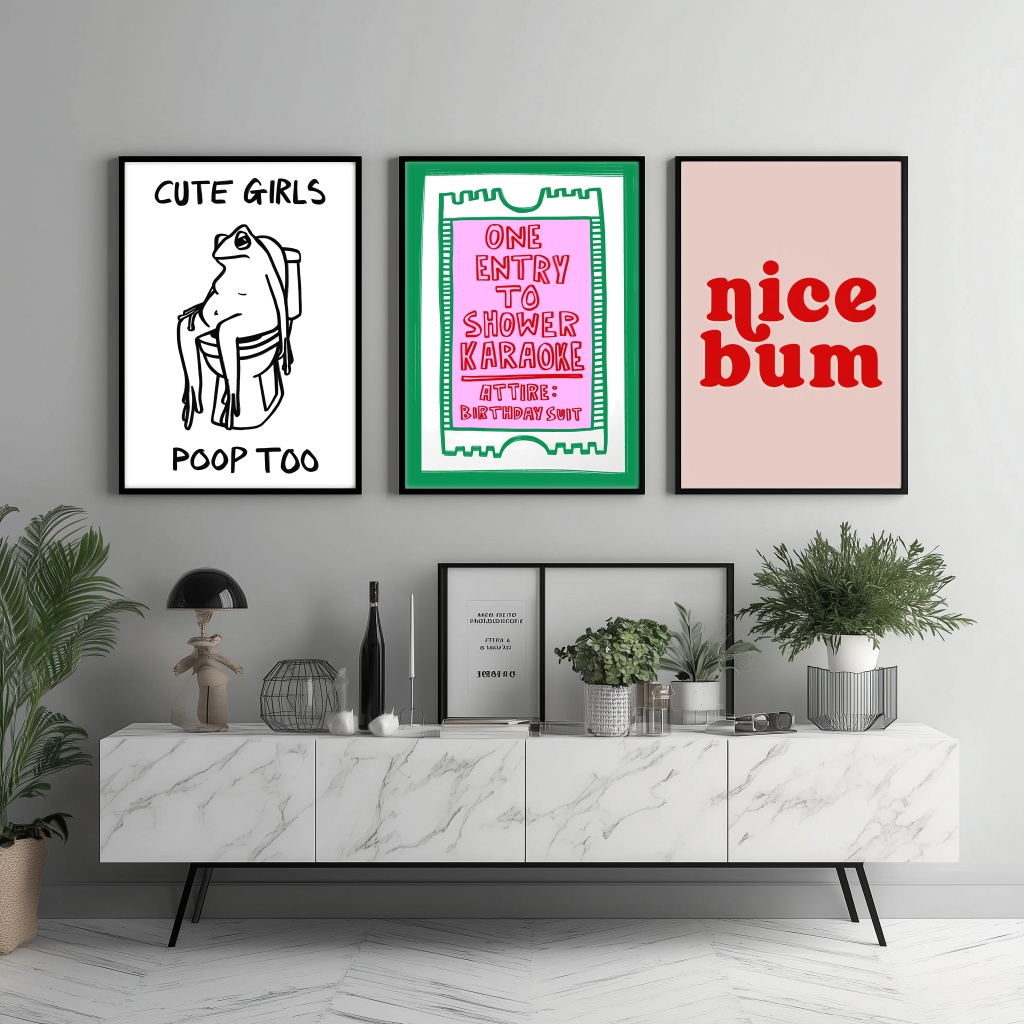 CUTE GIRLS
POOP TOO
ONE
ENTRY
TO
SHOWER
KARAOKE
ATTIRE:
BIRTHDAY SUIT
nice
bum